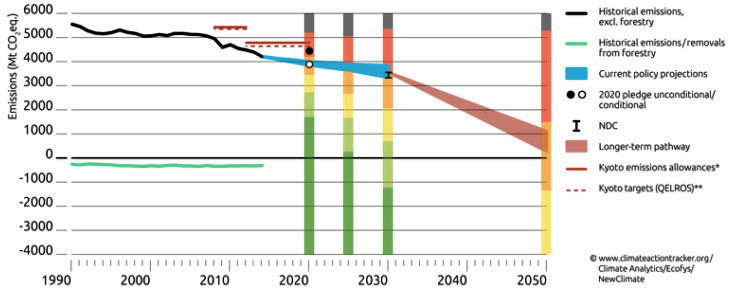 Emissions (Mt CO2eq.)
6000
5000
4000
3000
2000
1000
0
-1000
-2000
-3000
-4000
1990
2000
2010
2020
2030
2040
2050
Historical emissions,
excl. forestry
Historical emissions/removals
from forestry
Current policy projections
2020 pledge unconditional/
conditional
NDC
Longer-term pathway
Kyoto emissions allowances*
Kyoto targets (QELROS)**
© www.climateactiontracker.org/
Climate Analytics/Ecofys/
NewClimate